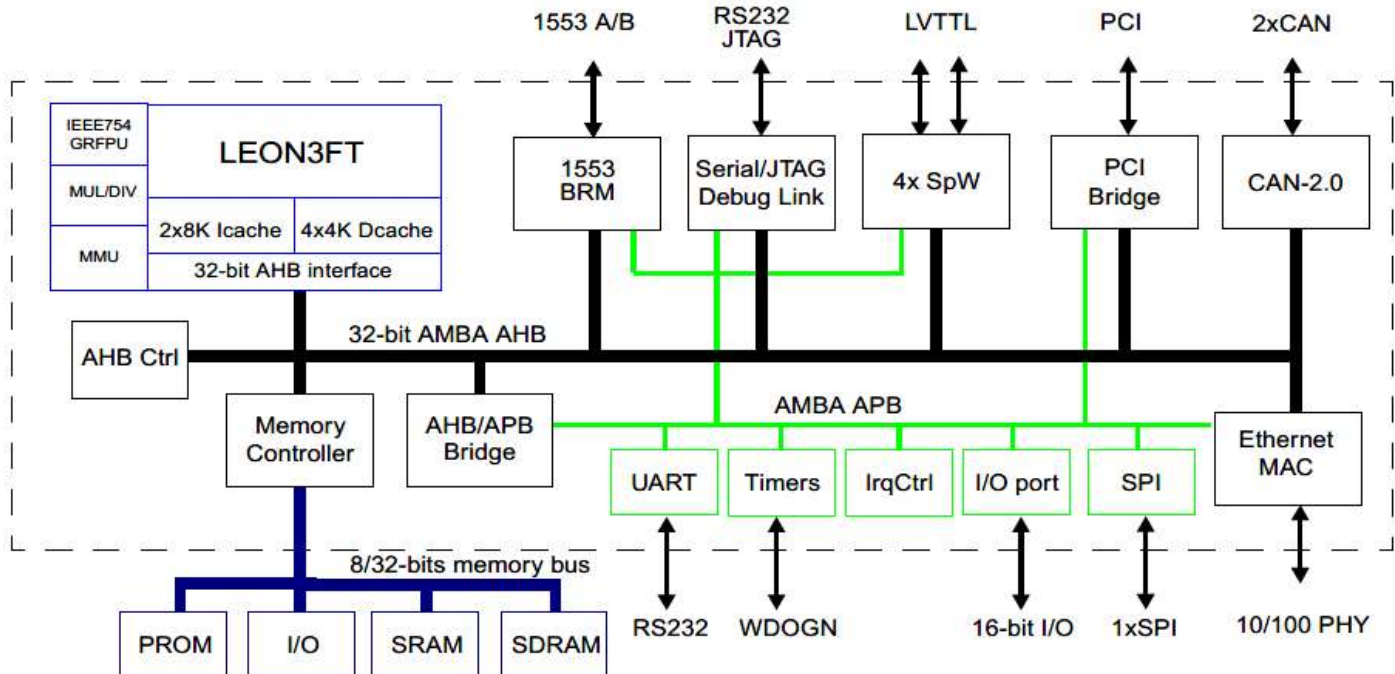 1553 A/B
RS232
JTAG
LVTTL
PCI
2xCAN
IEEE754
GRFPU
LEON3FT
MUL/DIV
MMU
2x8K Icache
4x4K Dcache
32-bit AHB interface
1553
BRM
Serial/JTAG
Debug Link
4x SpW
PCI
Bridge
CAN-2.0
AHB Ctrl
32-bit AMBA AHB
Memory
Controller
AHB/APB
Bridge
AMBA APB
Ethernet
MAC
UART
Timers
IrqCtrl
I/O port
SPI
8/32-bits memory bus
PROM
I/O
SRAM
SDRAM
RS232
WDOGN
16-bit I/O
1xSPI
10/100 PHY